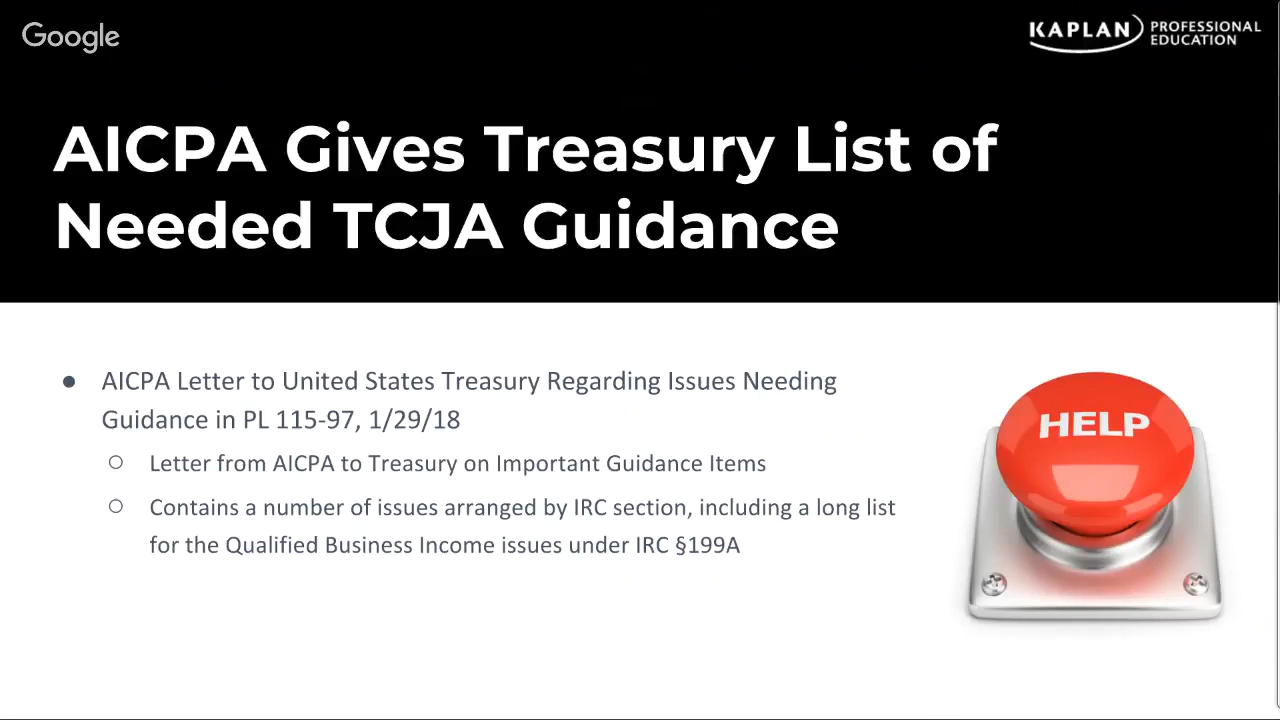 Google
KAPLAN PROFESSIONAL
EDUCATION
AICPA Gives Treasury List of
Needed TCJA Guidance
● AICPA Letter to United States Treasury Regarding Issues Needing
Guidance in PL 115-97, 1/29/18
○ Letter from AICPA to Treasury on Important Guidance Items
○ Contains a number of issues arranged by IRC section, including a long list
for the Qualified Business Income issues under IRC §199A
HELP